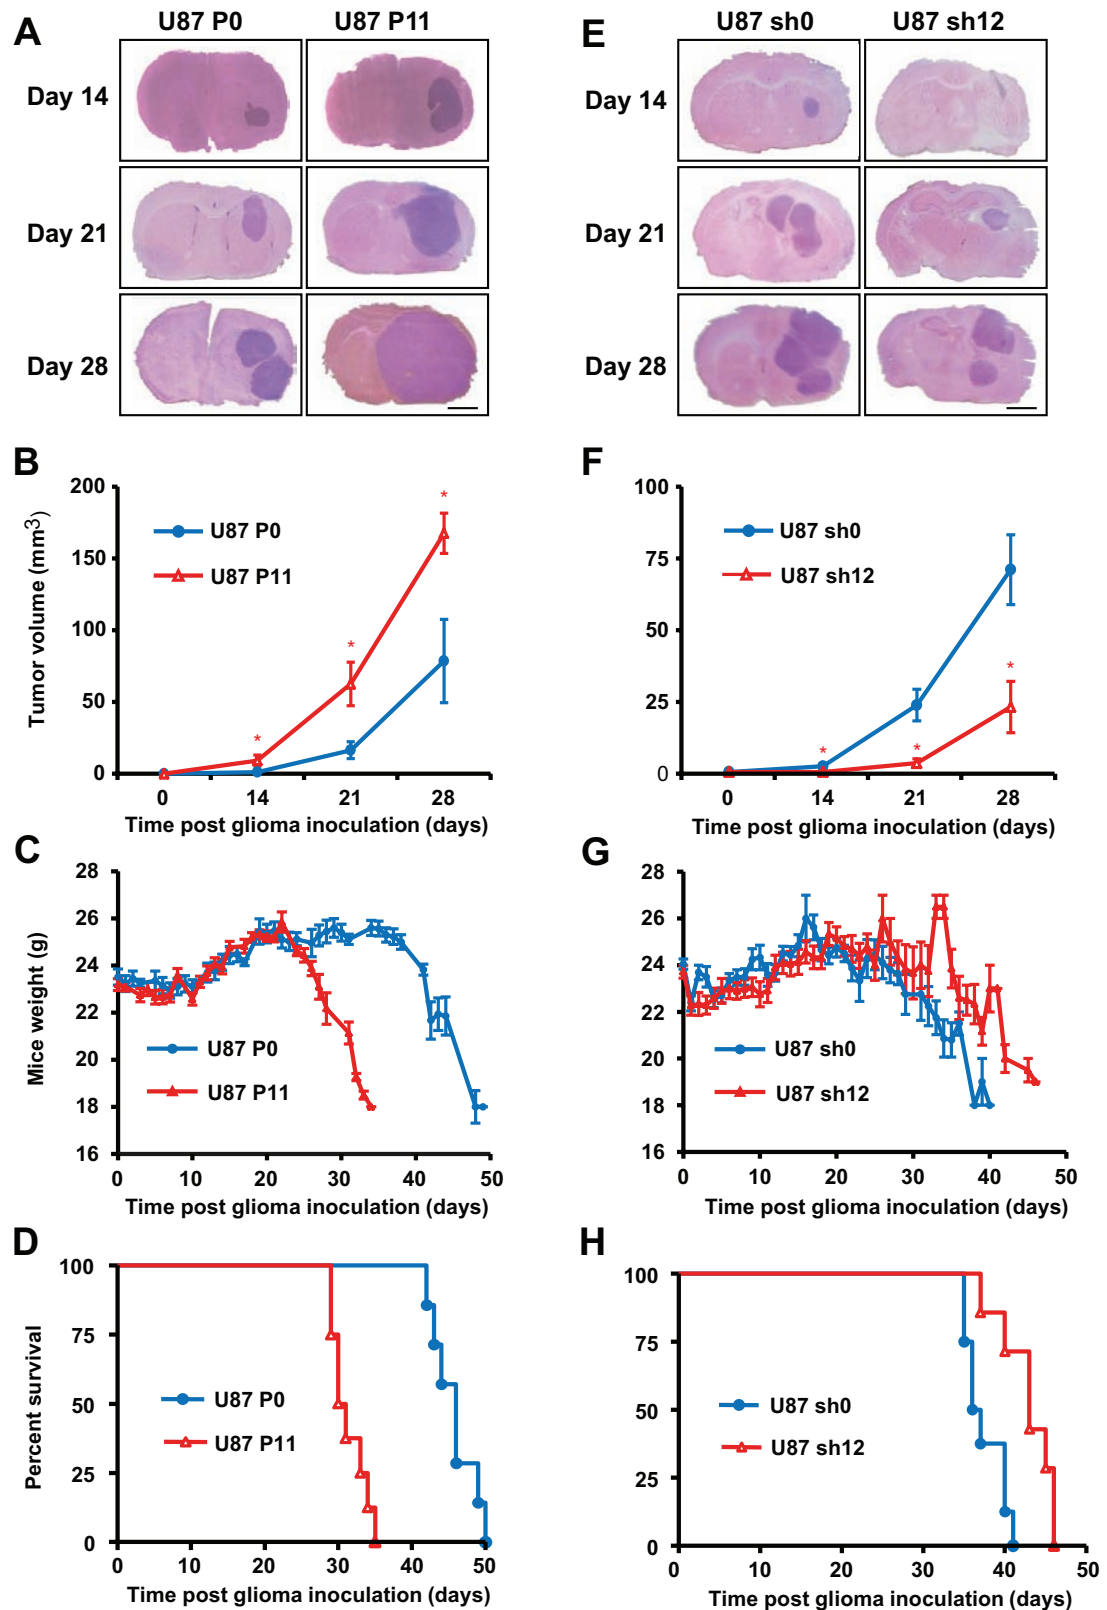 A
U87 P0
U87 P11
Day 14
Day 21
Day 28
E
U87 sh0
U87 sh12
Day 14
Day 21
Day 28
B
Tumor volume (mm3)
200
150
100
50
0
U87 P0
U87 P11
*
*
*
0 14 21 28
Time post glioma inoculation (days)
F
100
75
50
25
0
U87 sh0
U87 sh12
*
*
*
0 14 21 28
Time post glioma inoculation (days)
C
Mice weight (g)
28
26
24
22
20
18
16
U87 P0
U87 P11
0 10 20 30 40 50
Time post glioma inoculation (days)
G
28
26
24
22
20
18
16
U87 sh0
U87 sh12
0 10 20 30 40 50
Time post glioma inoculation (days)
D
Percent survival
100
75
50
25
0
U87 P0
U87 P11
0 10 20 30 40 50
Time post glioma inoculation (days)
H
100
75
50
25
0
U87 sh0
U87 sh12
0 10 20 30 40 50
Time post glioma inoculation (days)